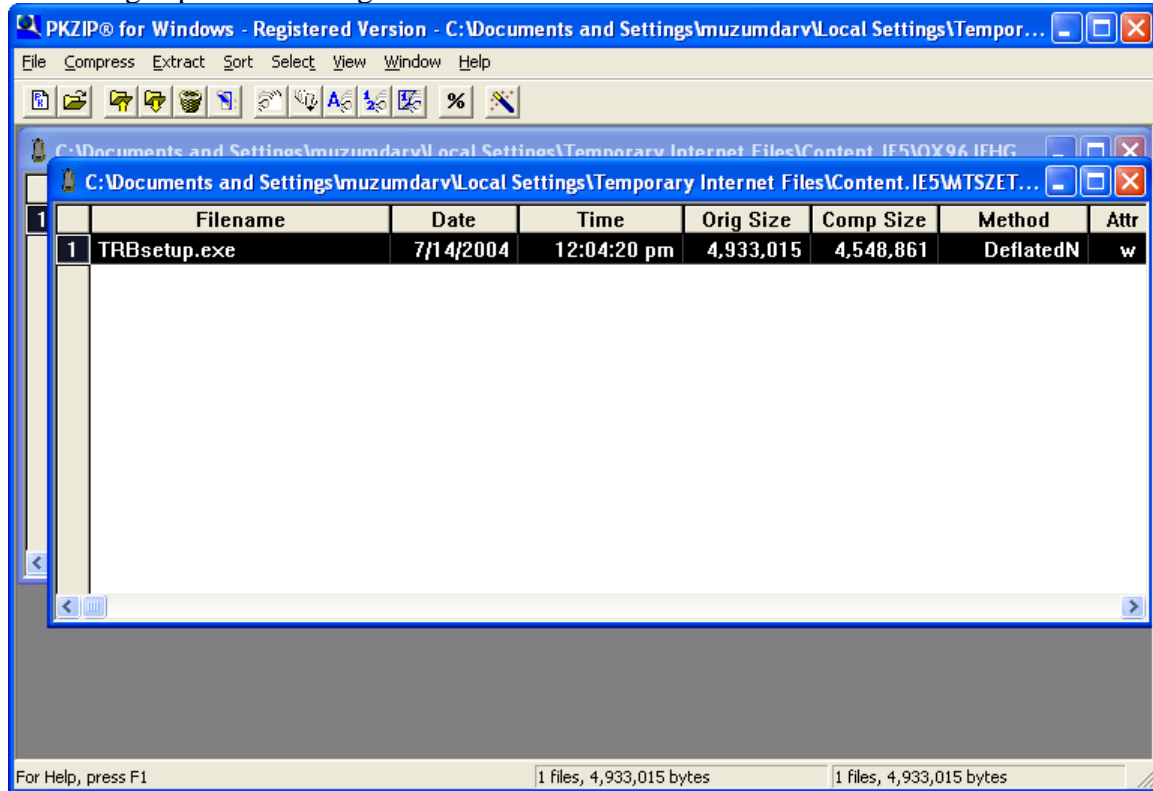 PKZIP® for Windows - Registered Version - C:\Documents and Settings\muzumdarv\Local Settings\Tempor...
File Compress Extract Sort Select View Window Help
%
C:\Documents and Settings\muzumdarv\Local Settings\Temporary Internet Files\Content.IE5\
C:\Documents and Settings\muzumdarv\Local Settings\Temporary Internet Files\Content.IE5\MTSZET...
Filename Date Time Orig Size Comp Size Method Attr
1
1 TRBsetup.exe 7/14/2004 12:04:20 pm 4,933,015 4,548,861 DeflatedN w
For Help, press F1 1 files, 4,933,015 bytes 1 files, 4,933,015 bytes